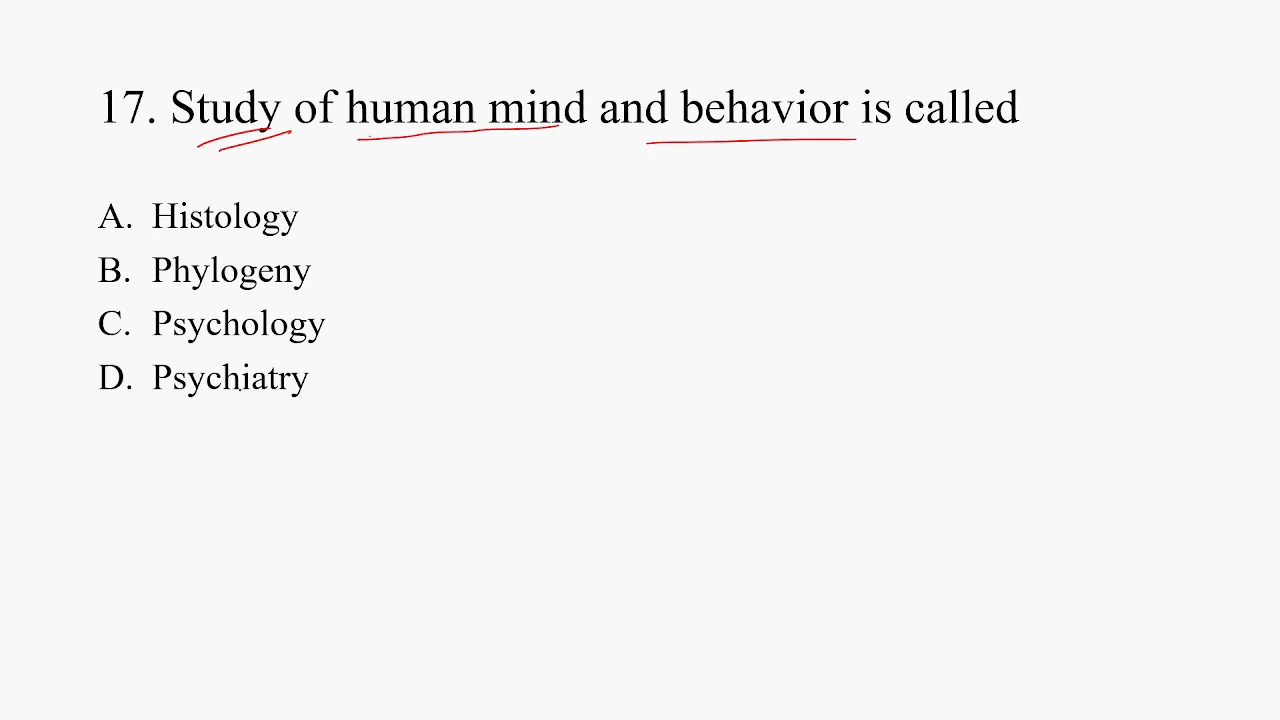 17. Study of human mind and behavior is called
A. Histology
B. Phylogeny
C. Psychology
D. Psychiatry